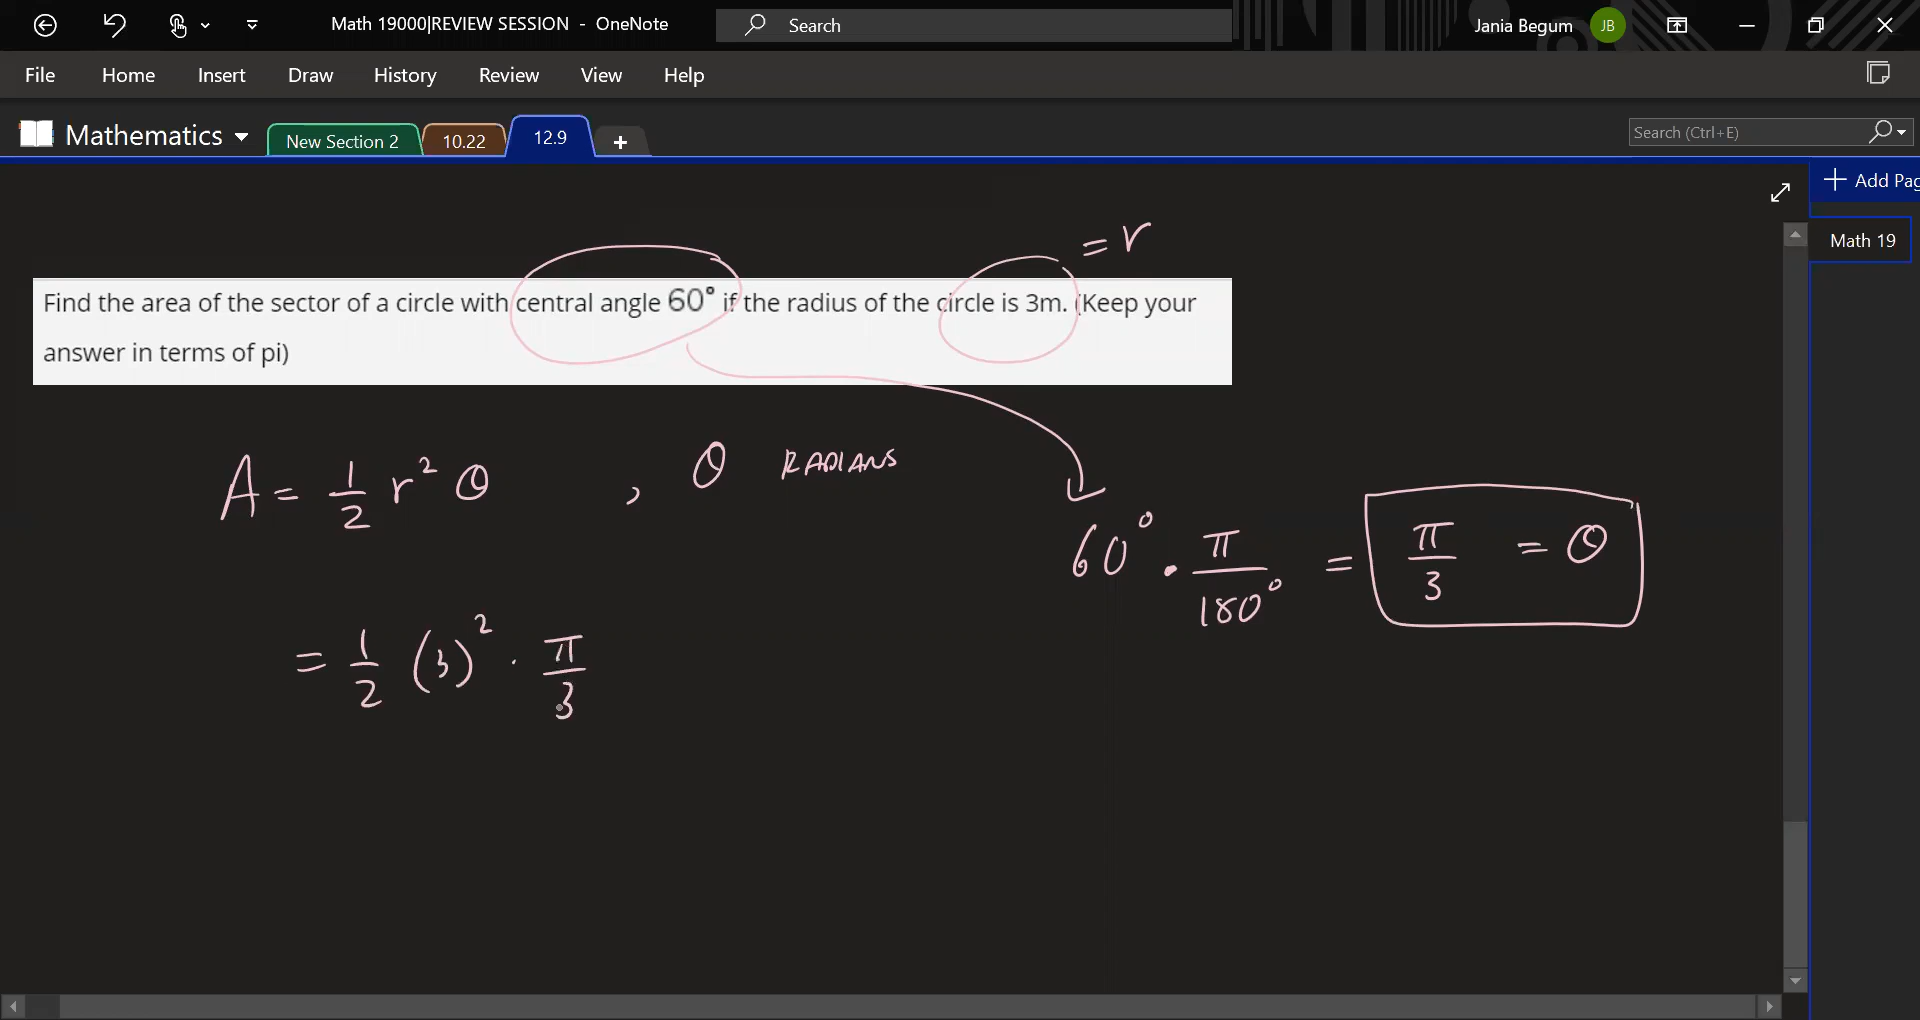 Math 19000|REVIEW SESSION - OneNote
Search
Jania Begum
JB
File Home Insert Draw History Review View Help
Mathematics
New Section 2
10.22
12.9
+
Search (Ctrl+E)
+ Add Pag
Math 19
= r
Find the area of the sector of a circle with central angle 60° if the radius of the circle is 3m. (Keep your
answer in terms of pi)
A = 1/2 r² θ , θ RADIANS
60° · π/180° = π/3 = θ
= 1/2 (3)² · π/3